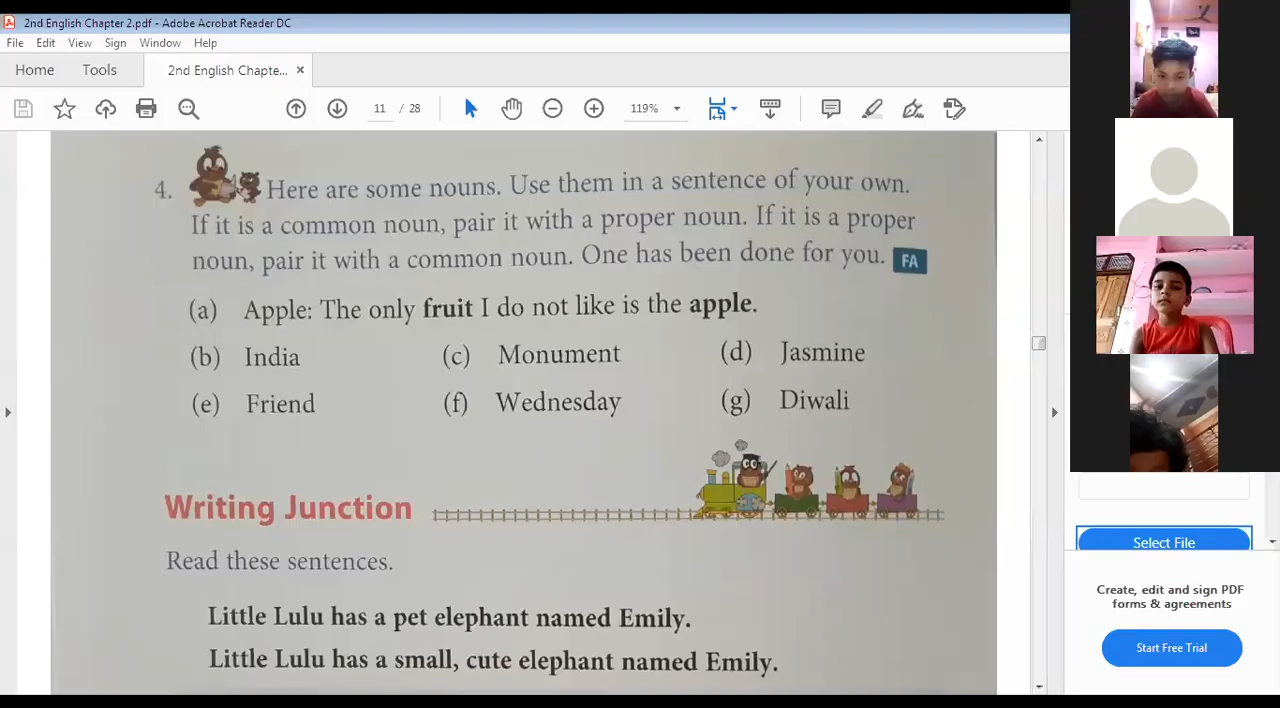 2nd English Chapter 2.pdf - Adobe Acrobat Reader DC
File Edit View Sign Window Help
Home Tools 2nd English Chapte... ×
11 / 28 119%
4. Here are some nouns. Use them in a sentence of your own.
If it is a common noun, pair it with a proper noun. If it is a proper
noun, pair it with a common noun. One has been done for you. FA
(a) Apple: The only fruit I do not like is the apple.
(b) India (c) Monument (d) Jasmine
(e) Friend (f) Wednesday (g) Diwali
Writing Junction
Read these sentences.
Little Lulu has a pet elephant named Emily.
Little Lulu has a small, cute elephant named Emily.
Select File
Create, edit and sign PDF
forms & agreements
Start Free Trial